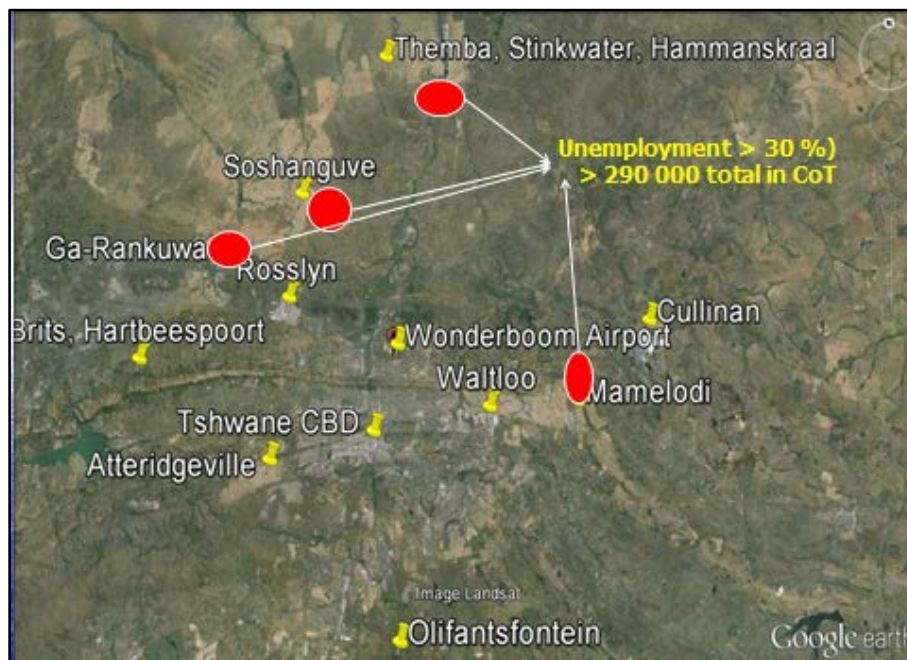 Themba, Stinkwater, Hammanskraal
Unemployment > 30 %)
> 290 000 total in CoT
Soshanguve
Ga-Rankuwa
Rosslyn
Cullinan
Brits, Hartbeespoort
Wonderboom Airport
Waltloo
Mamelodi
Tshwane CBD
Atteridgeville
Image Landsat
Olifantsfontein
Google earth